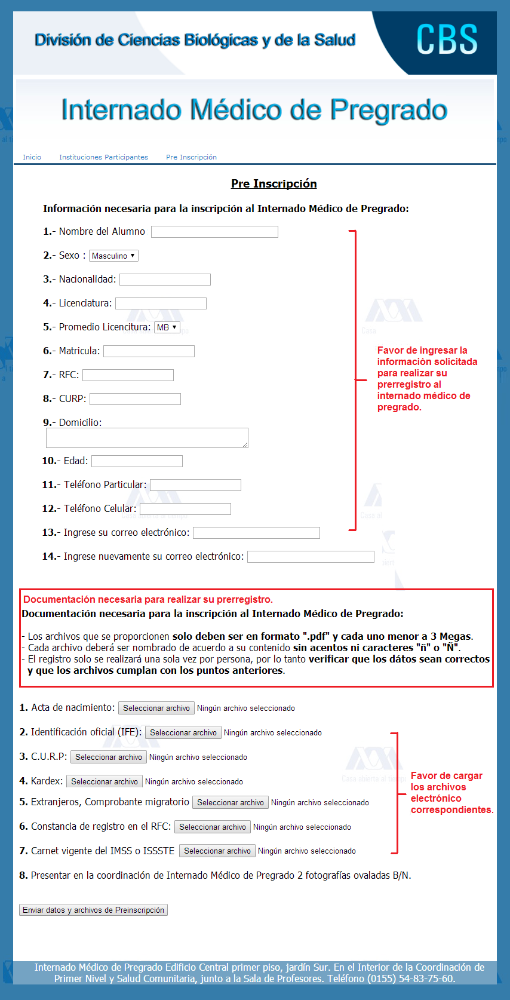 División de Ciencias Biológicas y de la Salud
CBS
Internado Médico de Pregrado
Inicio Instituciones Participantes Pre Inscripción
Pre Inscripción
Información necesaria para la inscripción al Internado Médico de Pregrado:
1.- Nombre del Alumno
2.- Sexo : Masculino
3.- Nacionalidad:
4.- Licenciatura:
5.- Promedio Licencitura: MB
6.- Matricula:
7.- RFC:
8.- CURP:
9.- Domicilio:
10.- Edad:
11.- Teléfono Particular:
12.- Teléfono Celular:
13.- Ingrese su correo electrónico:
14.- Ingrese nuevamente su correo electrónico:
Favor de ingresar la
información solicitada
para realizar su
prerregistro al
internado médico de
pregrado.
Documentación necesaria para realizar su prerregistro.
Documentación necesaria para la inscripción al Internado Médico de Pregrado:
- Los archivos que se proporcionen solo deben ser en formato ".pdf" y cada uno menor a 3 Megas.
- Cada archivo deberá ser nombrado de acuerdo a su contenido sin acentos ni caracteres "ñ" o "Ñ".
- El registro solo se realizará una sola vez por persona, por lo tanto verificar que los dátos sean correctos
y que los archivos cumplan con los puntos anteriores.
1. Acta de nacimiento: Seleccionar archivo Ningún archivo seleccionado
2. Identificación oficial (IFE): Seleccionar archivo Ningún archivo seleccionado
3. C.U.R.P: Seleccionar archivo Ningún archivo seleccionado
4. Kardex: Seleccionar archivo Ningún archivo seleccionado
5. Extranjeros, Comprobante migratorio Seleccionar archivo Ningún archivo seleccionado
6. Constancia de registro en el RFC: Seleccionar archivo Ningún archivo seleccionado
7. Carnet vigente del IMSS o ISSSTE Seleccionar archivo Ningún archivo seleccionado
8. Presentar en la coordinación de Internado Médico de Pregrado 2 fotografías ovaladas B/N.
Favor de cargar
los archivos
electrónico
correspondientes.
Enviar datos y archivos de Preinscripción
Casa abierta al tiempo
Internado Médico de Pregrado Edificio Central primer piso, jardín Sur. En el Interior de la Coordinación de
Primer Nivel y Salud Comunitaria, junto a la Sala de Profesores. Teléfono (0155) 54-83-75-60.